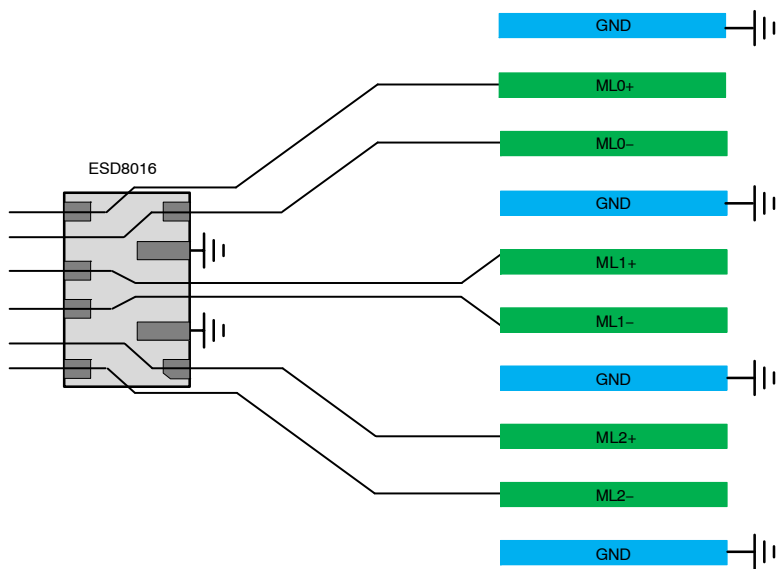 GND
ML0+
ML0−
ESD8016
GND
ML1+
ML1−
GND
ML2+
ML2−
GND